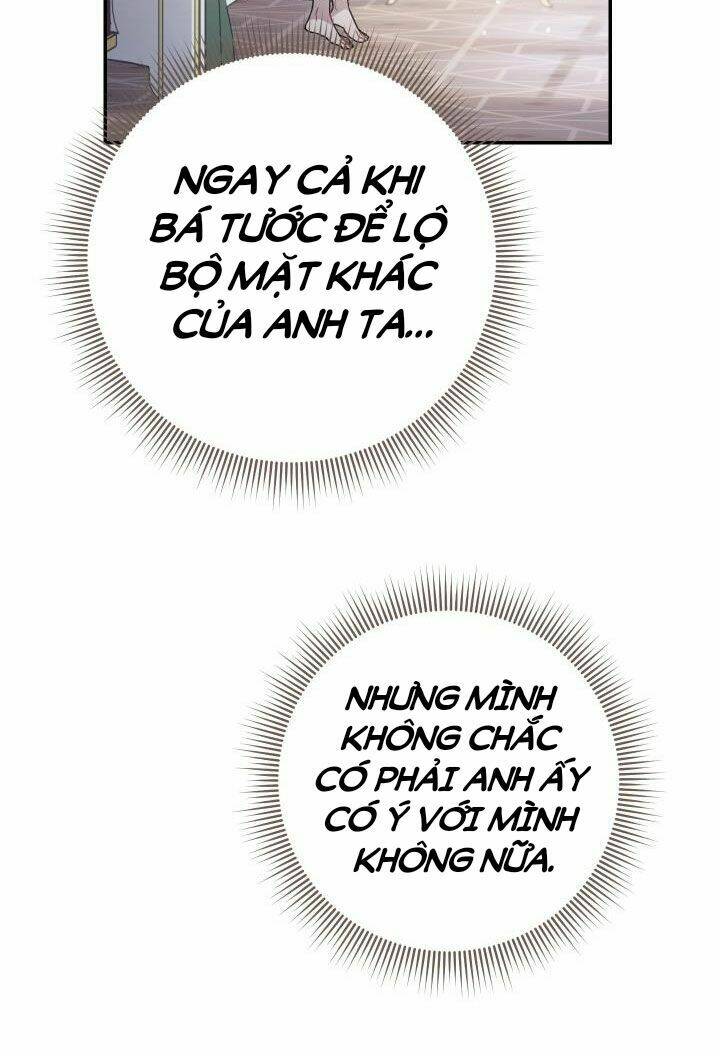 NGAY CẢ KHI
BÁ TƯỚC ĐỂ LỘ
BỘ MẶT KHÁC
CỦA ANH TA...
NHƯNG MÌNH
KHÔNG CHẮC
CÓ PHẢI ANH ẤY
CÓ Ý VỚI MÌNH
KHÔNG NỮA.